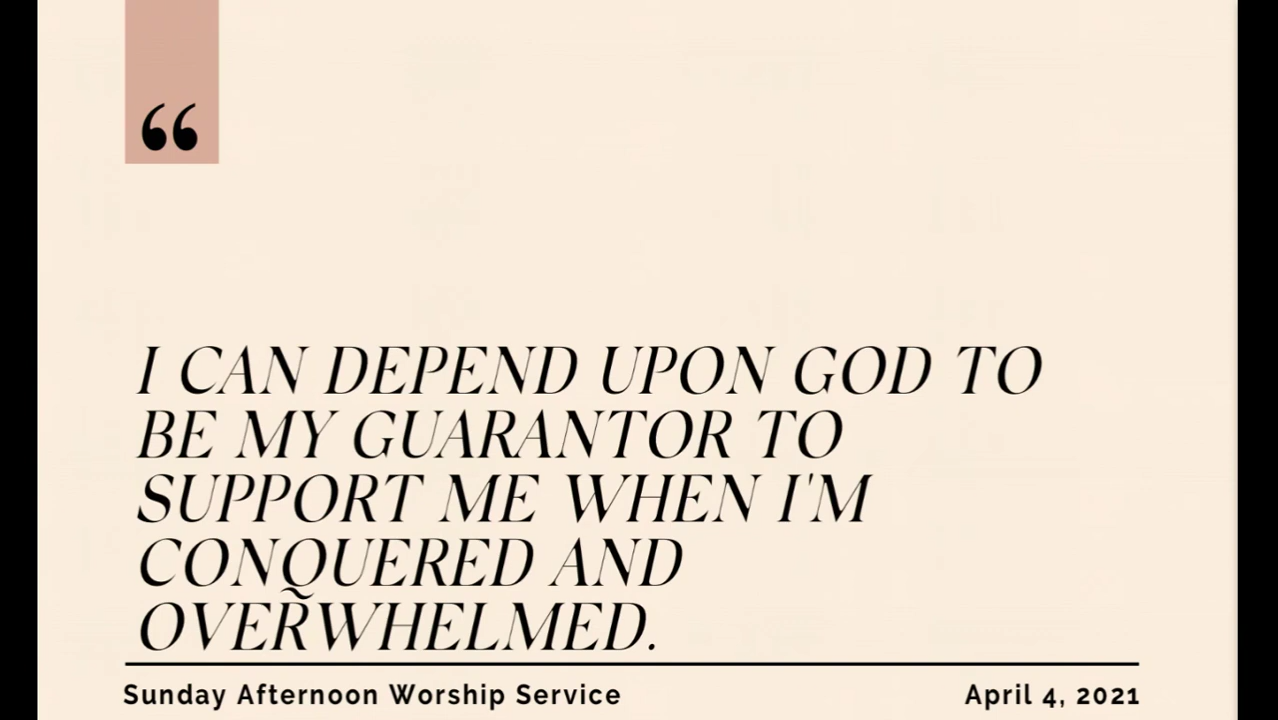 “
I CAN DEPEND UPON GOD TO
BE MY GUARANTOR TO
SUPPORT ME WHEN I'M
CONQUERED AND
OVERWHELMED.
Sunday Afternoon Worship Service
April 4, 2021